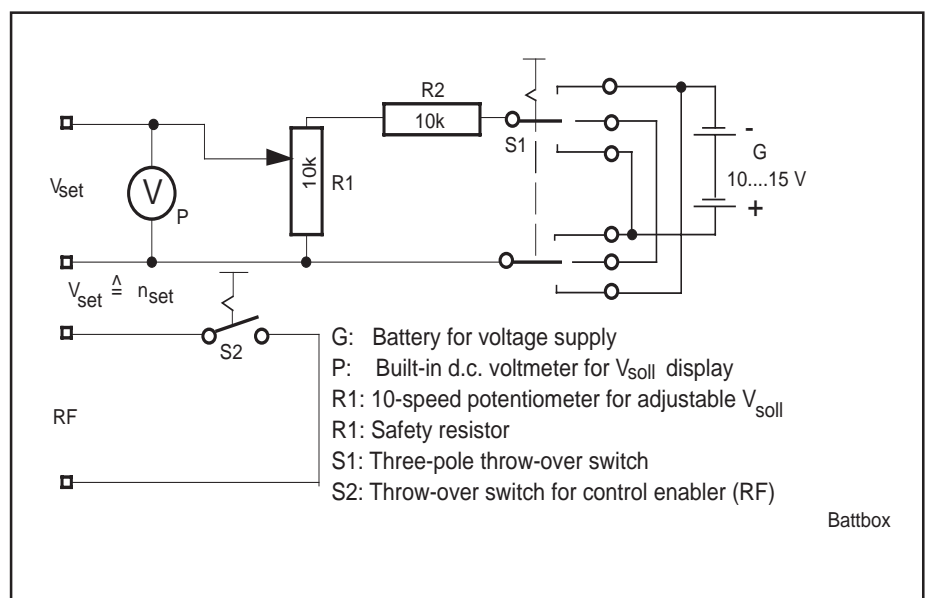 R2
10k
S1
-
G
10....15 V
+
10k
R1
V
P
Vset
Vset ≙ nset
S2
RF
G: Battery for voltage supply
P: Built-in d.c. voltmeter for Vsoll display
R1: 10-speed potentiometer for adjustable Vsoll
R1: Safety resistor
S1: Three-pole throw-over switch
S2: Throw-over switch for control enabler (RF)
Battbox